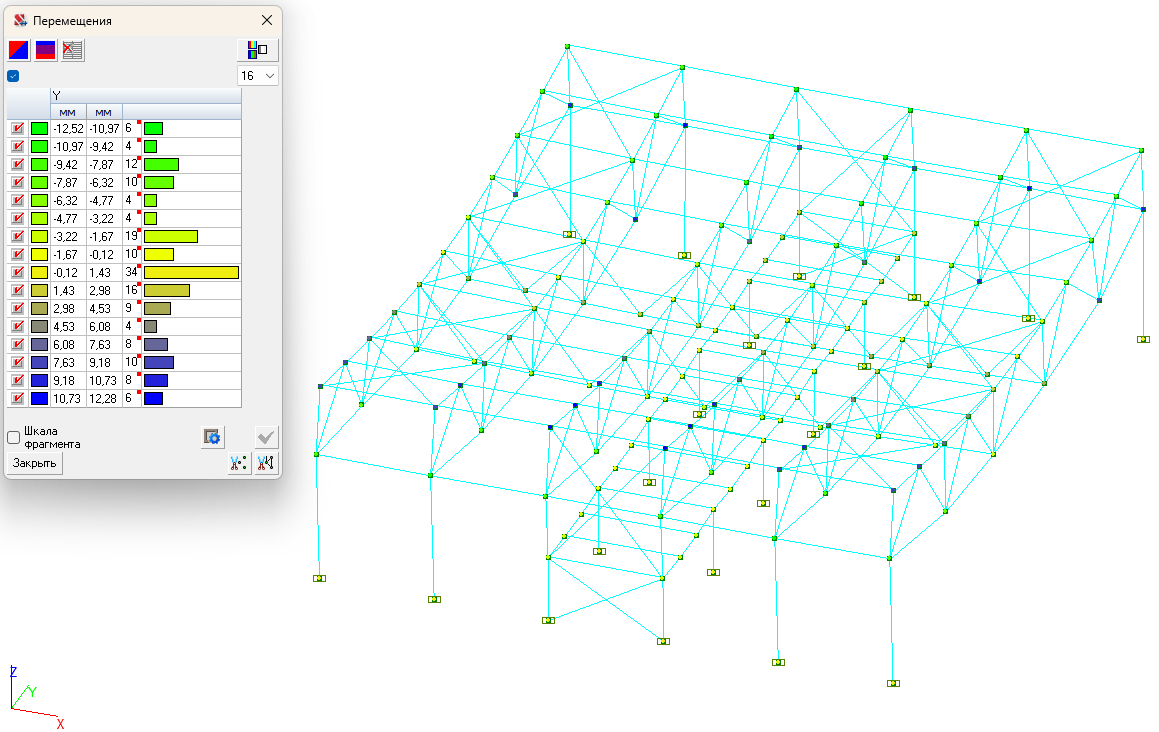 Перемещения
16
Y
мм мм
-12,52 -10,97 6
-10,97 -9,42 4
-9,42 -7,87 12
-7,87 -6,32 10
-6,32 -4,77 4
-4,77 -3,22 4
-3,22 -1,67 19
-1,67 -0,12 10
-0,12 1,43 34
1,43 2,98 16
2,98 4,53 9
4,53 6,08 4
6,08 7,63 8
7,63 9,18 10
9,18 10,73 8
10,73 12,28 6
Шкала
фрагмента
Закрыть
Z
Y
X